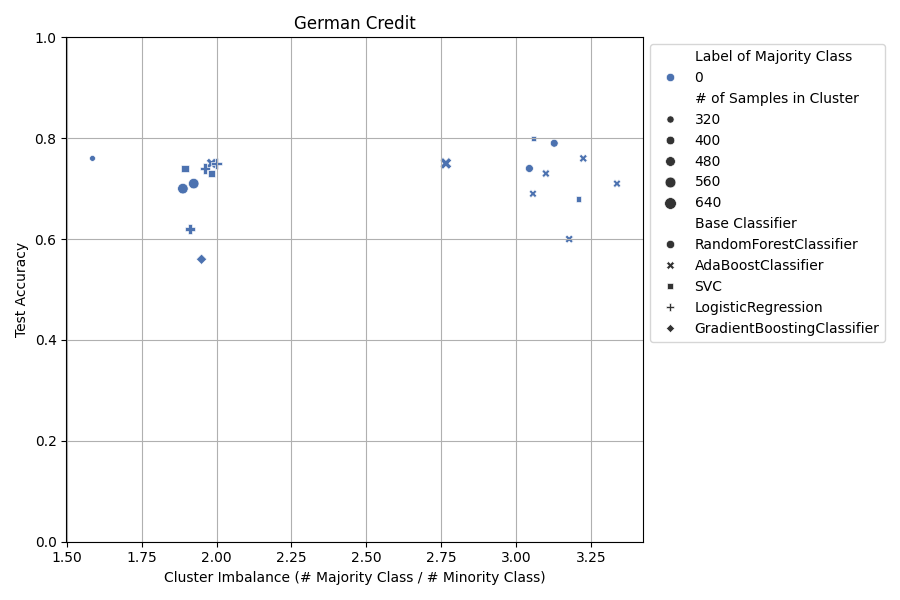 German Credit
1.0
0.8
0.6
0.4
0.2
0.0
Test Accuracy
1.50 1.75 2.00 2.25 2.50 2.75 3.00 3.25
Cluster Imbalance (# Majority Class / # Minority Class)
Label of Majority Class
0
# of Samples in Cluster
320
400
480
560
640
Base Classifier
RandomForestClassifier
AdaBoostClassifier
SVC
LogisticRegression
GradientBoostingClassifier